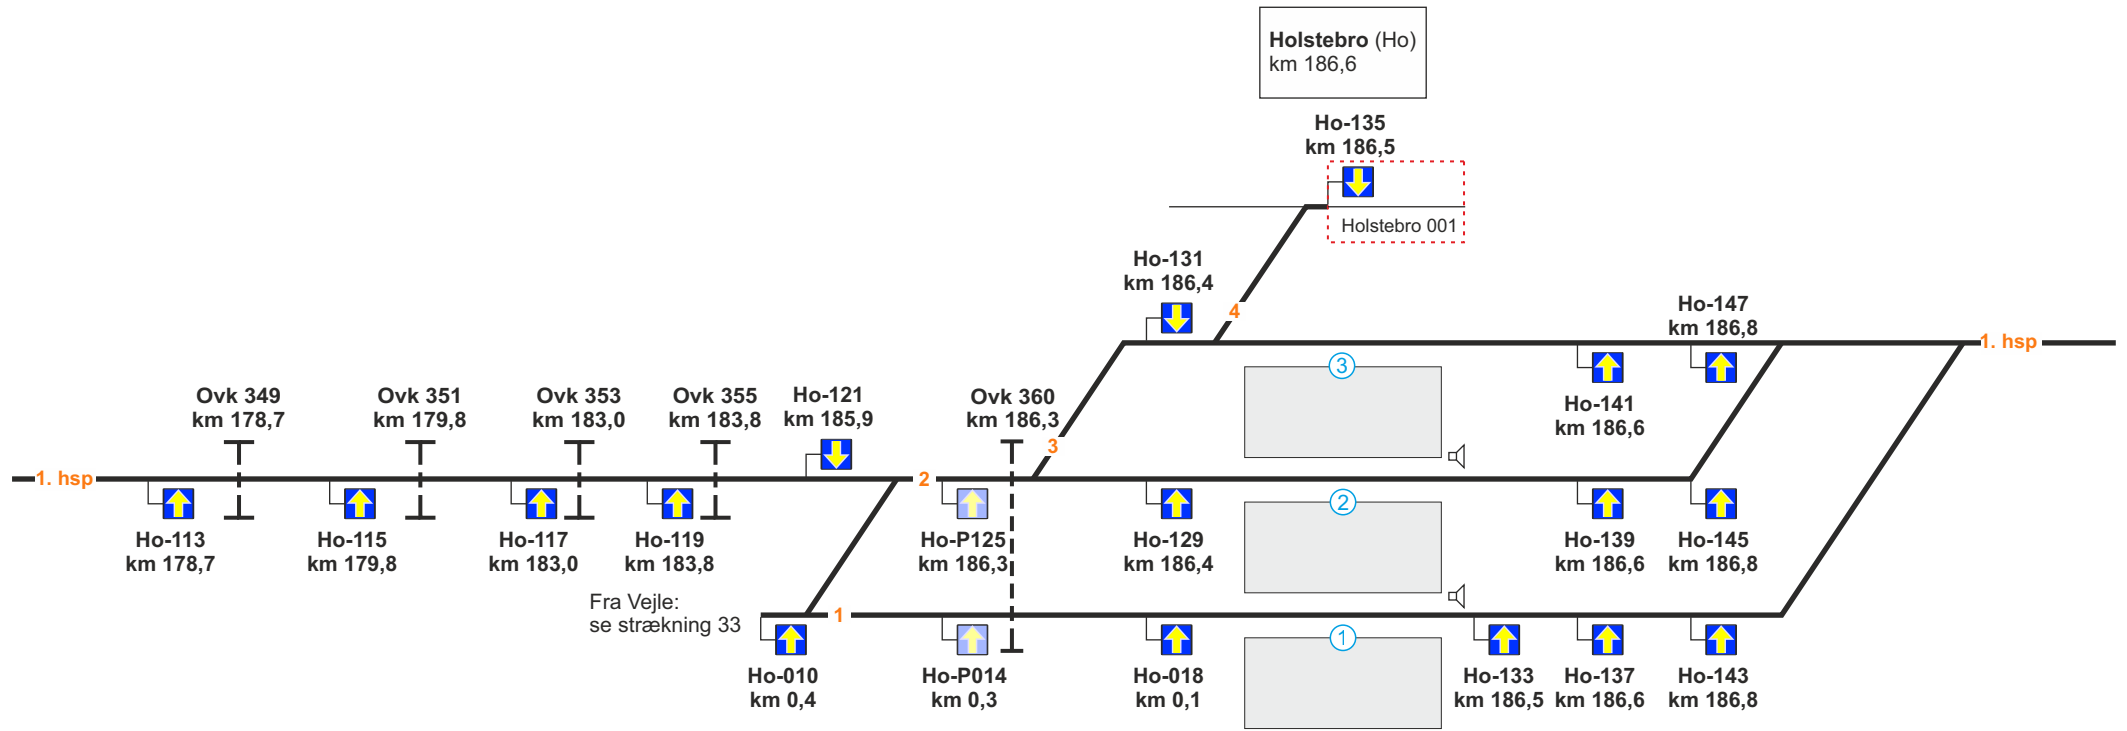 Holstebro (Ho)
km 186,6
Ho-135
km 186,5
Holstebro 001
Ho-131
km 186,4
4
Ho-147
km 186,8
1. hsp
3
Ho-141
km 186,6
Ovk 349
km 178,7
Ovk 351
km 179,8
Ovk 353
km 183,0
Ovk 355
km 183,8
Ho-121
km 185,9
Ovk 360
km 186,3
3
1. hsp
2
2
Ho-113
km 178,7
Ho-115
km 179,8
Ho-117
km 183,0
Ho-119
km 183,8
Ho-P125
km 186,3
Ho-129
km 186,4
Ho-139
km 186,6
Ho-145
km 186,8
Fra Vejle:
se strækning 33
1
1
Ho-010
km 0,4
Ho-P014
km 0,3
Ho-018
km 0,1
Ho-133
km 186,5
Ho-137
km 186,6
Ho-143
km 186,8